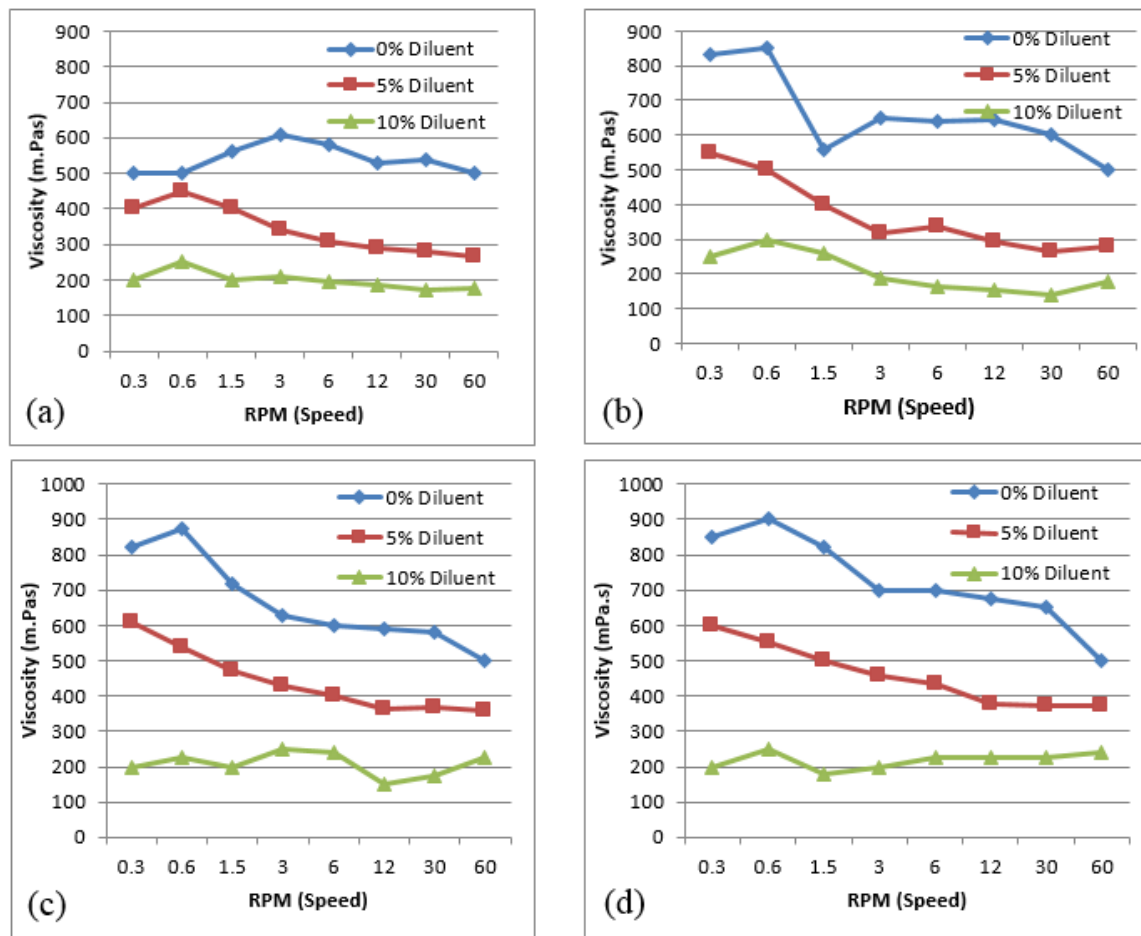 900
800
700
600
500
400
300
200
100
0
Viscosity (m.Pas)
0% Diluent
5% Diluent
10% Diluent
0.3 0.6 1.5 3 6 12 30 60
RPM (Speed)
(a)
900
800
700
600
500
400
300
200
100
0
Viscosity (m.Pas)
0% Diluent
5% Diluent
10% Diluent
0.3 0.6 1.5 3 6 12 30 60
RPM (Speed)
(b)
1000
900
800
700
600
500
400
300
200
100
0
Viscosity (m.Pas)
0% Diluent
5% Diluent
10% Diluent
0.3 0.6 1.5 3 6 12 30 60
RPM (Speed)
(c)
1000
900
800
700
600
500
400
300
200
100
0
Viscosity (mPa.s)
0% Diluent
5% Diluent
10% Diluent
0.3 0.6 1.5 3 6 12 30 60
RPM (Speed)
(d)